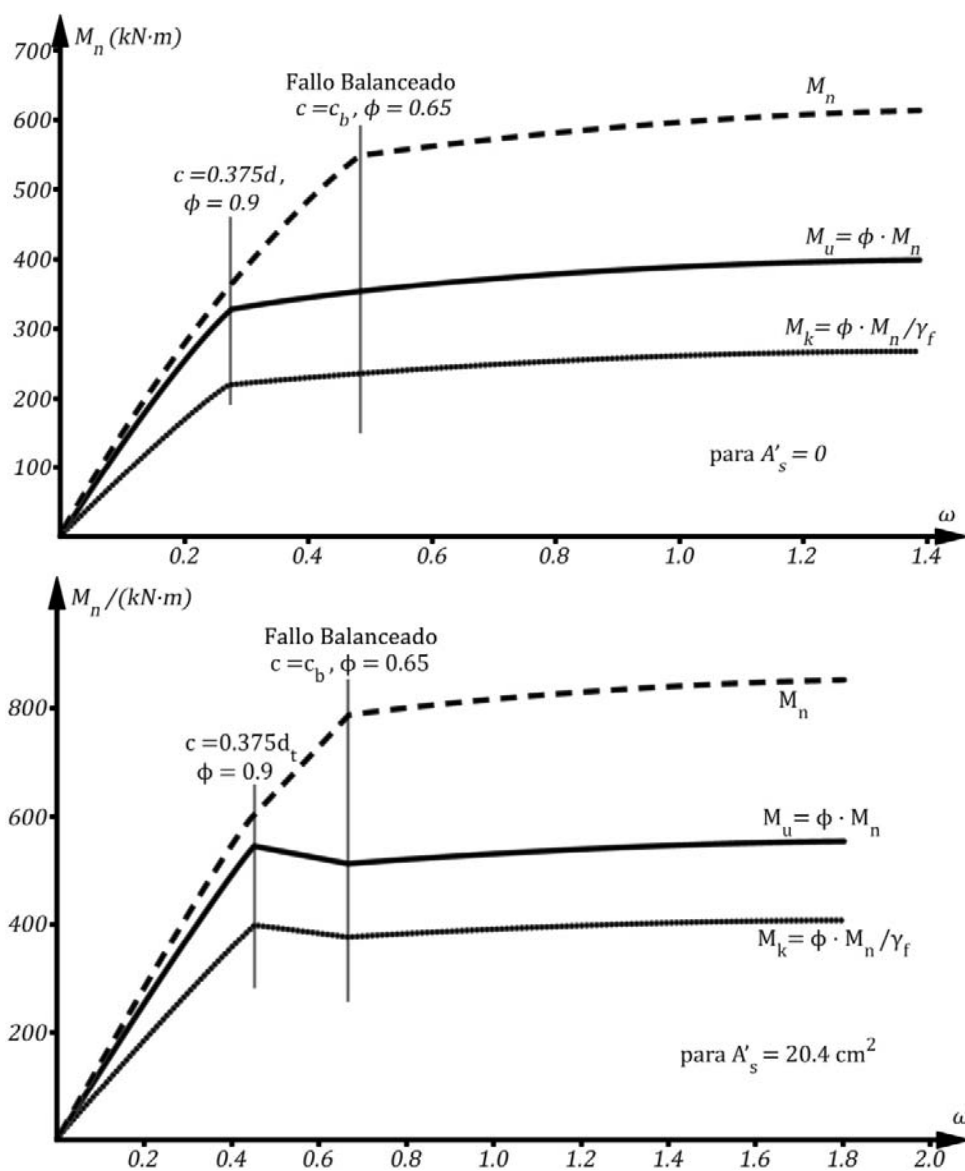 M_n (kN·m)
700
Fallo Balanceado
c=c_b, ϕ = 0.65
M_n
600
c=0.375d,
ϕ = 0.9
500
400
M_u= ϕ · M_n
300
M_k= ϕ · M_n/γ_f
200
100
para A'_s = 0
ω
0.2 0.4 0.6 0.8 1.0 1.2 1.4
M_n/(kN·m)
Fallo Balanceado
c =c_b, ϕ = 0.65
M_n
800
c =0.375d_t
ϕ = 0.9
600
M_u= ϕ · M_n
400
M_k= ϕ · M_n/γ_f
200
para A'_s = 20.4 cm²
ω
0.2 0.4 0.6 0.8 1.0 1.2 1.4 1.6 1.8 2.0